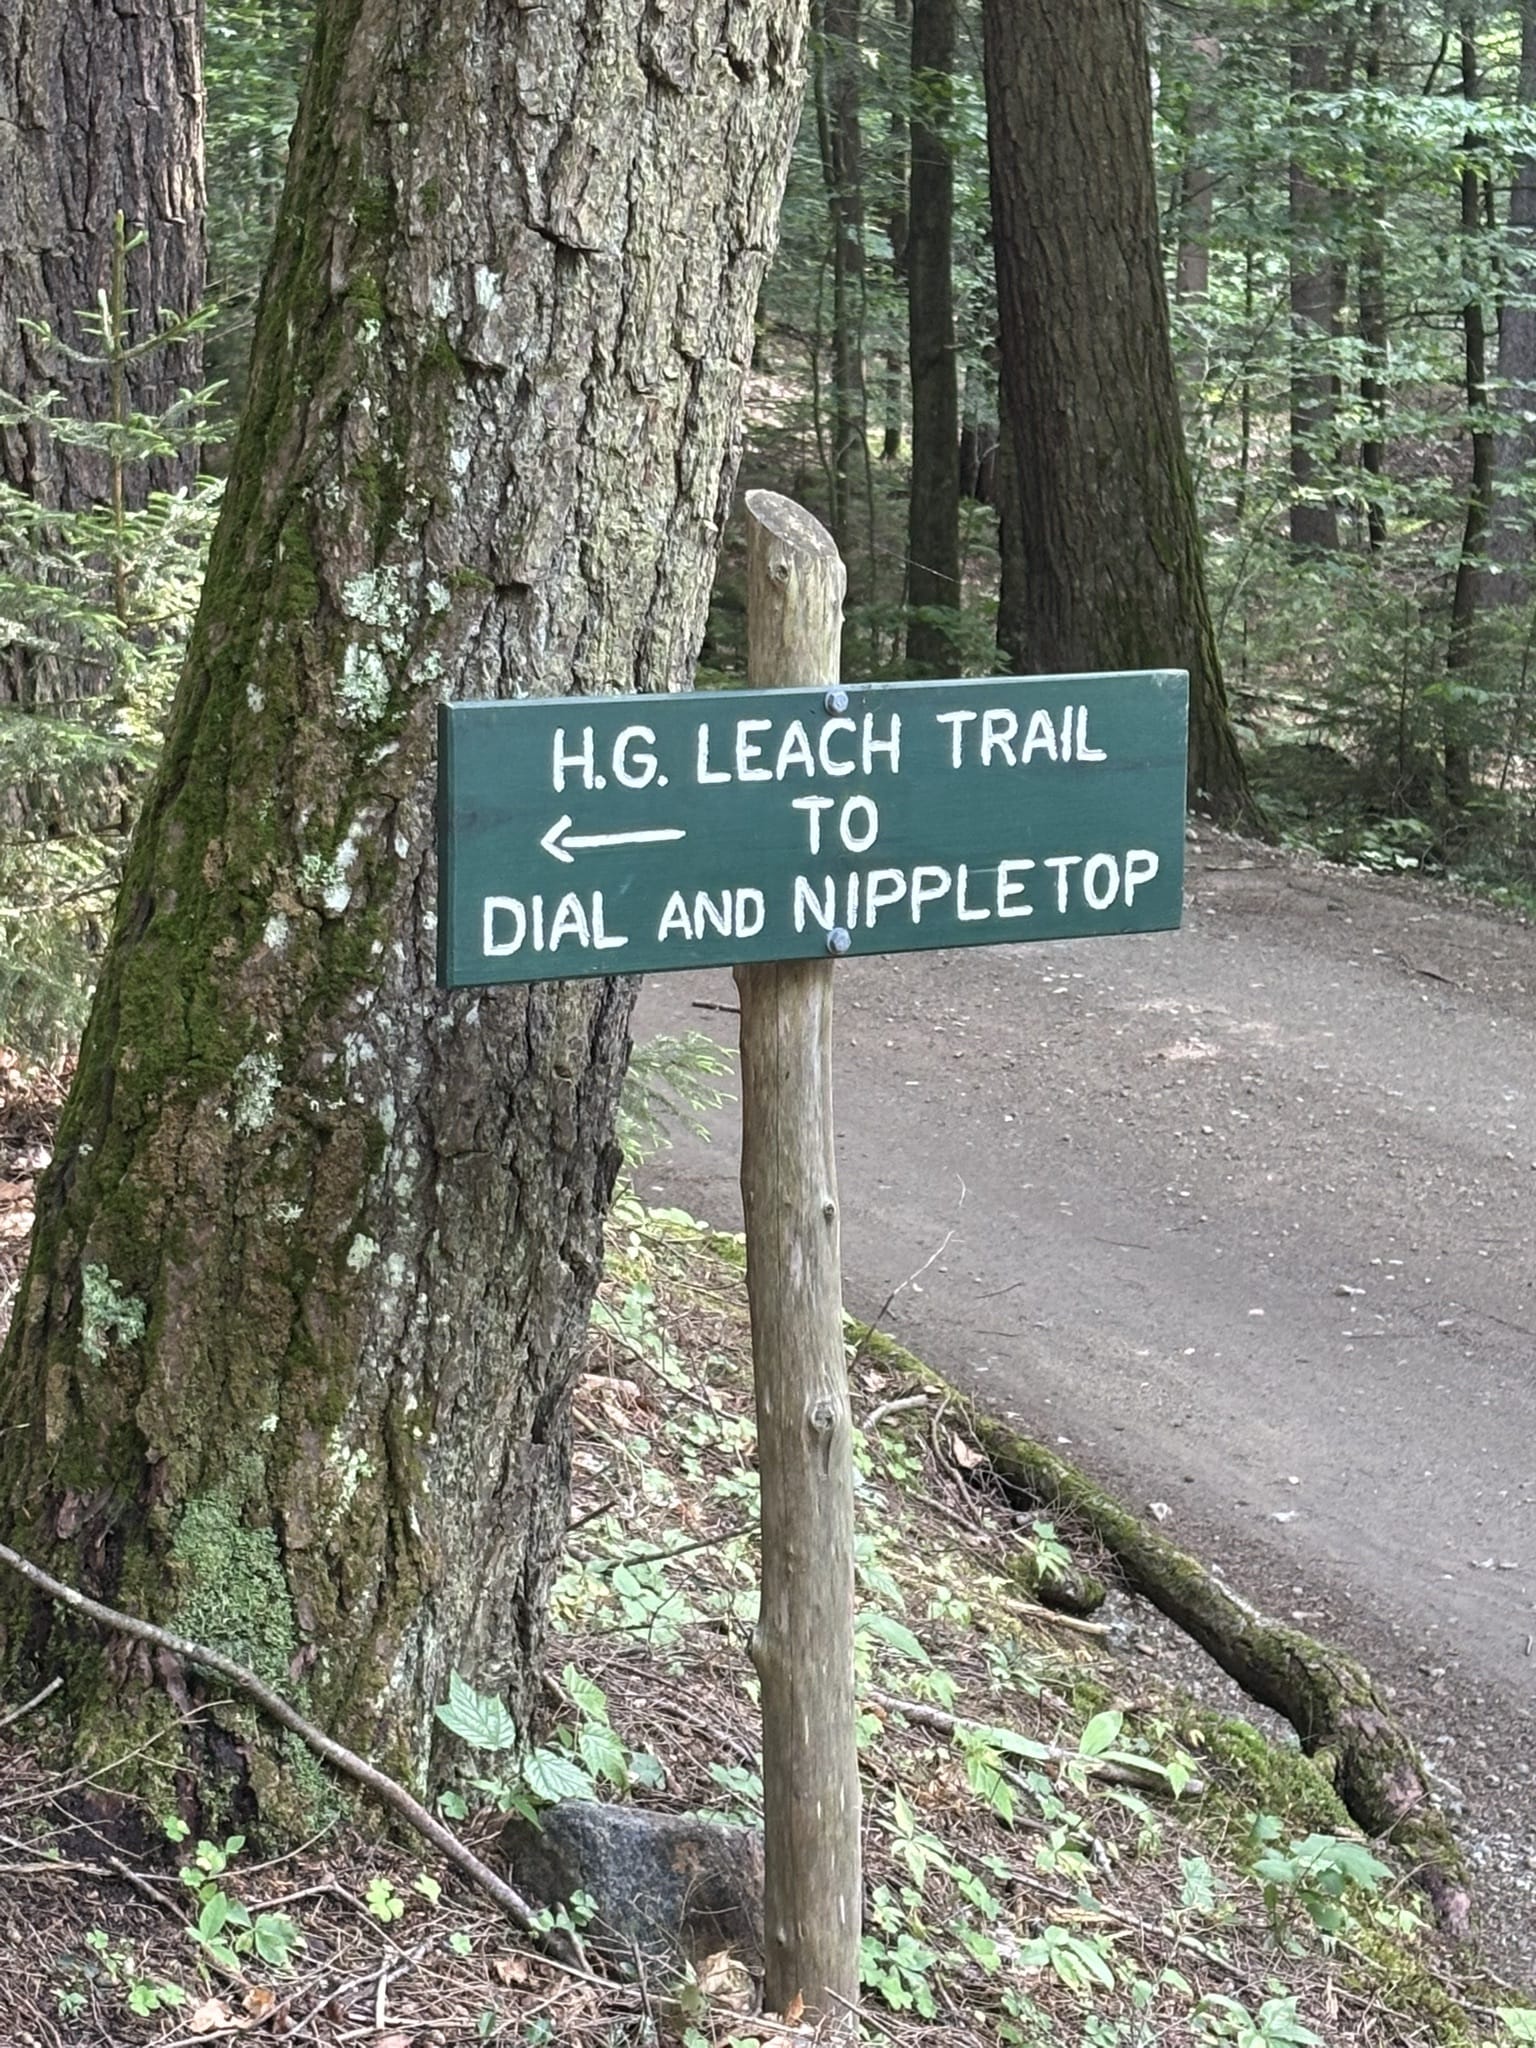 H.G. LEACH TRAIL
← TO
DIAL AND NIPPLETOP